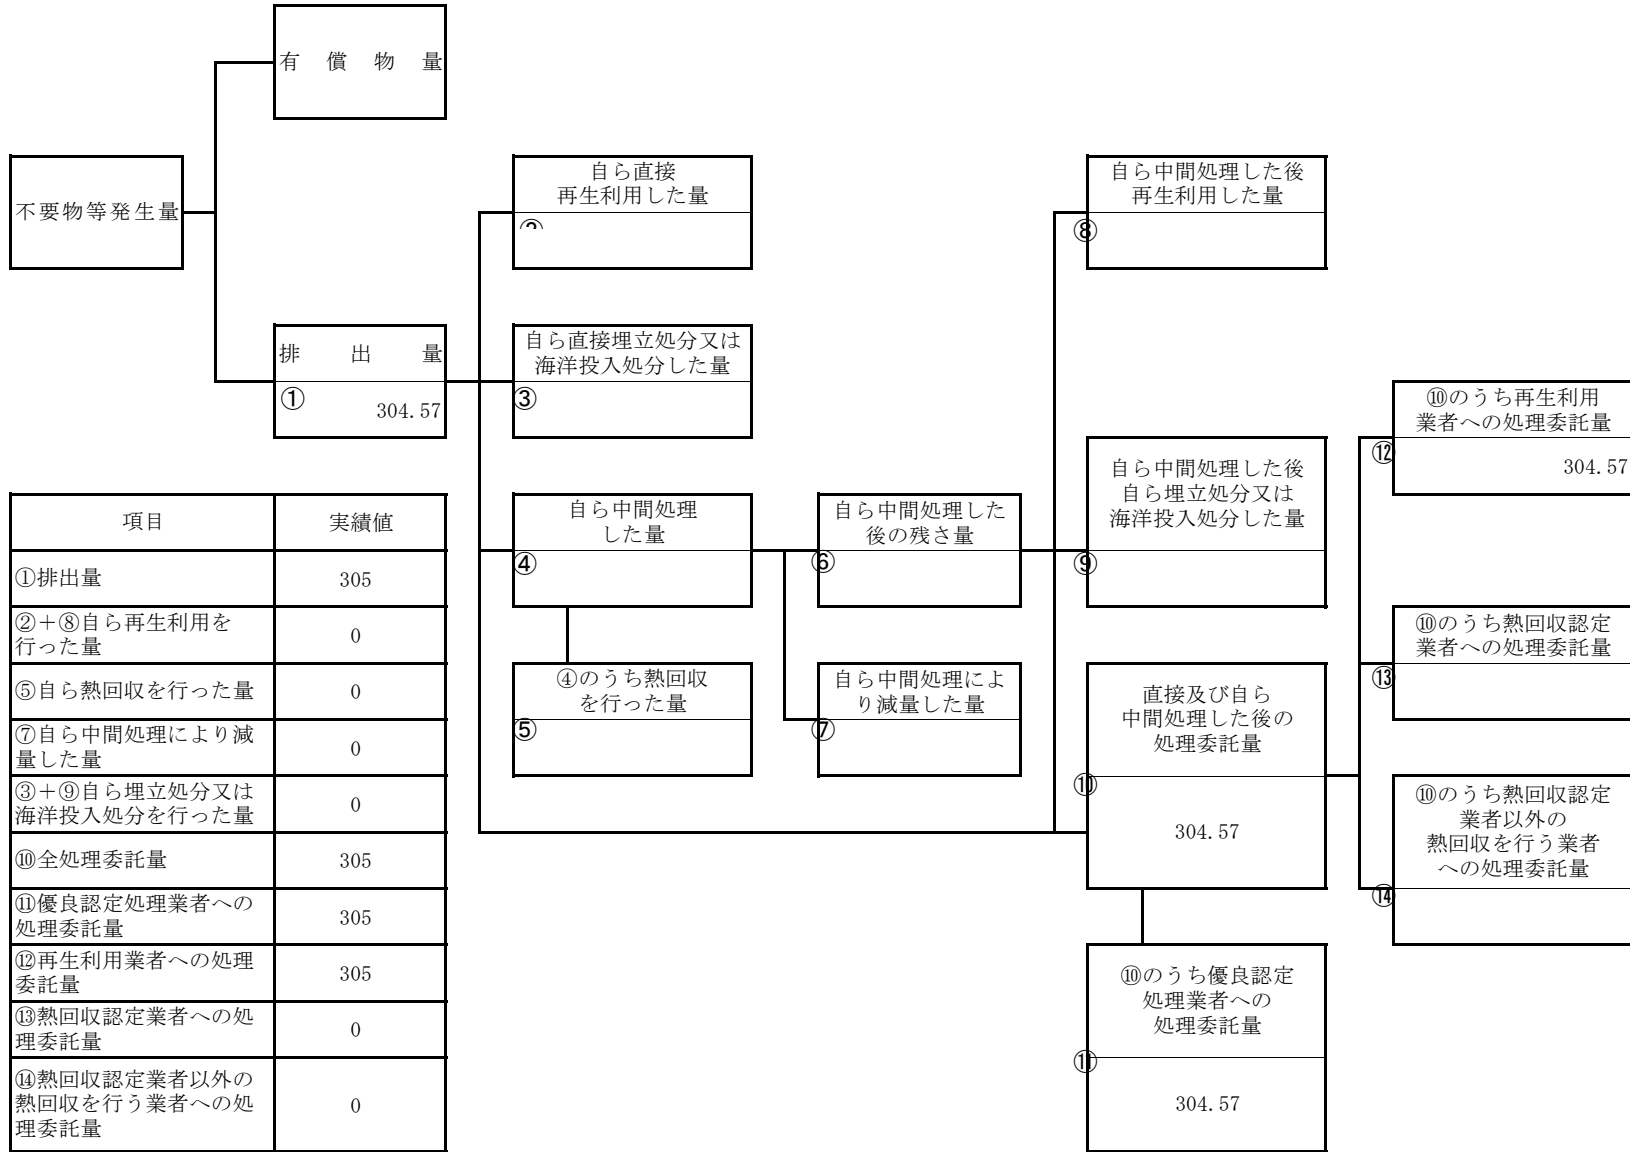 有償物量
不要物等発生量
排出量
①
304.57
自ら直接
再生利用した量
自ら直接埋立処分又は
海洋投入処分した量
③
自ら中間処理
した量
④
④のうち熱回収
を行った量
⑤
自ら中間処理した
後の残さ量
⑥
自ら中間処理によ
り減量した量
⑦
自ら中間処理した後
再生利用した量
⑧
自ら中間処理した後
自ら埋立処分又は
海洋投入処分した量
⑨
直接及び自ら
中間処理した後の
処理委託量
⑩
304.57
⑩のうち優良認定
処理業者への
処理委託量
⑪
304.57
⑩のうち再生利用
業者への処理委託量
⑫
304.57
⑩のうち熱回収認定
業者への処理委託量
⑬
⑩のうち熱回収認定
業者以外の
熱回収を行う業者
への処理委託量
⑭
項目 実績値
①排出量 305
②＋⑧自ら再生利用を
行った量 0
⑤自ら熱回収を行った量 0
⑦自ら中間処理により減
量した量 0
③＋⑨自ら埋立処分又は
海洋投入処分を行った量 0
⑩全処理委託量 305
⑪優良認定処理業者への
処理委託量 305
⑫再生利用業者への処理
委託量 305
⑬熱回収認定業者への処
理委託量 0
⑭熱回収認定業者以外の
熱回収を行う業者への処
理委託量 0